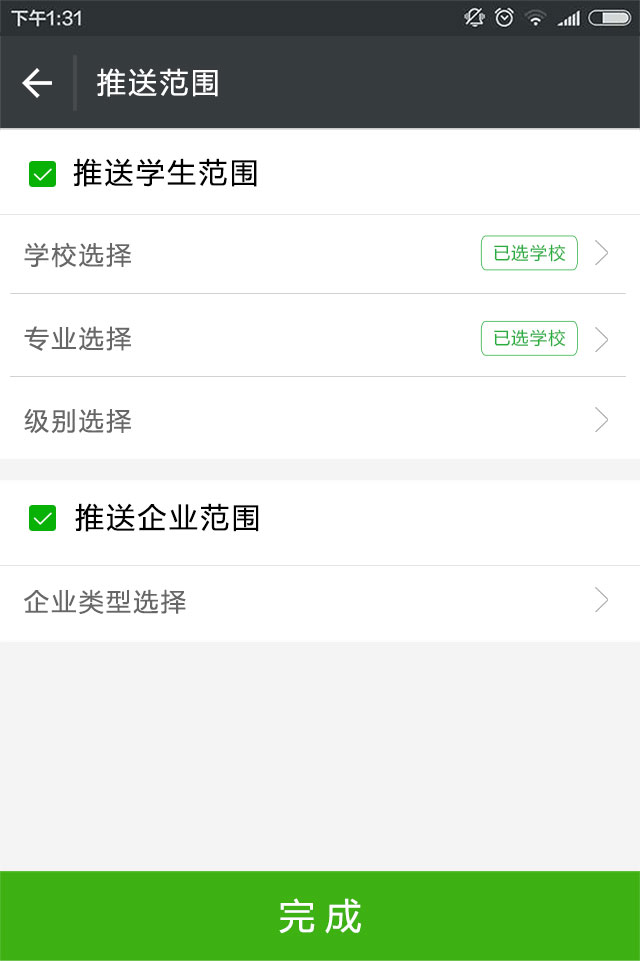 下午1:31
推送范围
推送学生范围
学校选择 已选学校
专业选择 已选学校
级别选择
推送企业范围
企业类型选择
完成